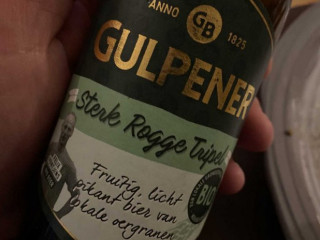 ANNO GB 1825
GULPENER
Sterk Rogge Tripel
Fruitig, licht
pikant bier van
lokale oergranen
BIO